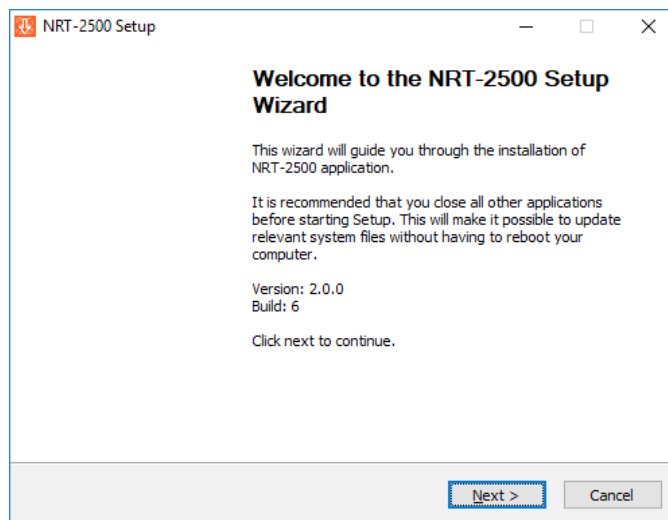 NRT-2500 Setup
Welcome to the NRT-2500 Setup
Wizard
This wizard will guide you through the installation of
NRT-2500 application.
It is recommended that you close all other applications
before starting Setup. This will make it possible to update
relevant system files without having to reboot your
computer.
Version: 2.0.0
Build: 6
Click next to continue.
Next >
Cancel